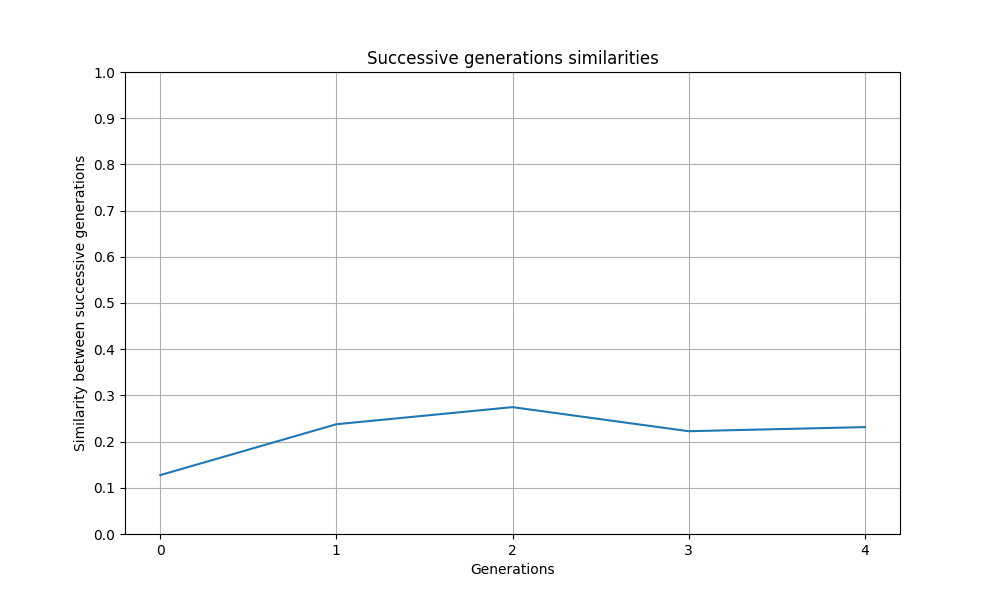 Successive generations similarities
Similarity between successive generations
1.0
0.9
0.8
0.7
0.6
0.5
0.4
0.3
0.2
0.1
0.0
0 1 2 3 4
Generations